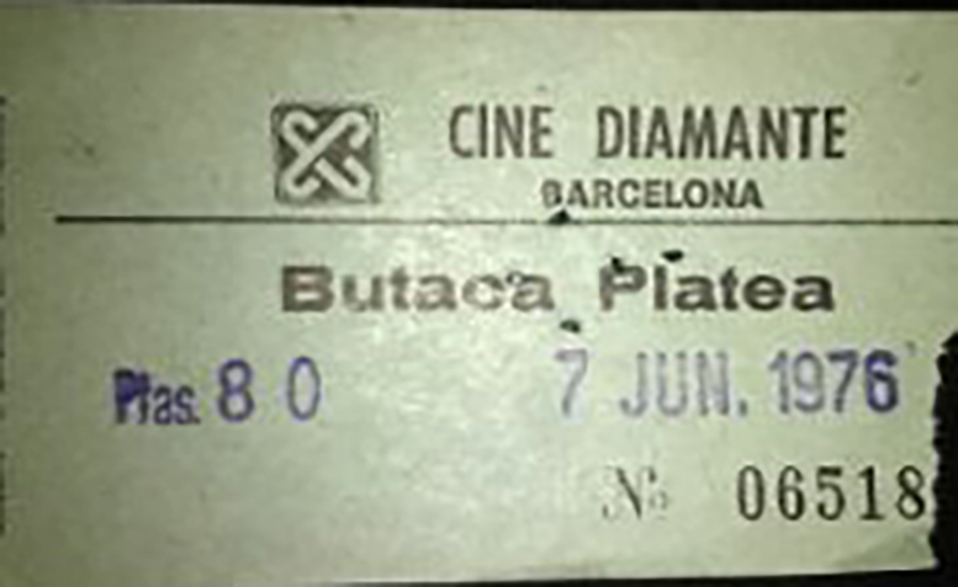 CINE DIAMANTE
BARCELONA
Butaca Platea
Ptas. 80 7 JUN. 1976
Nº 06518